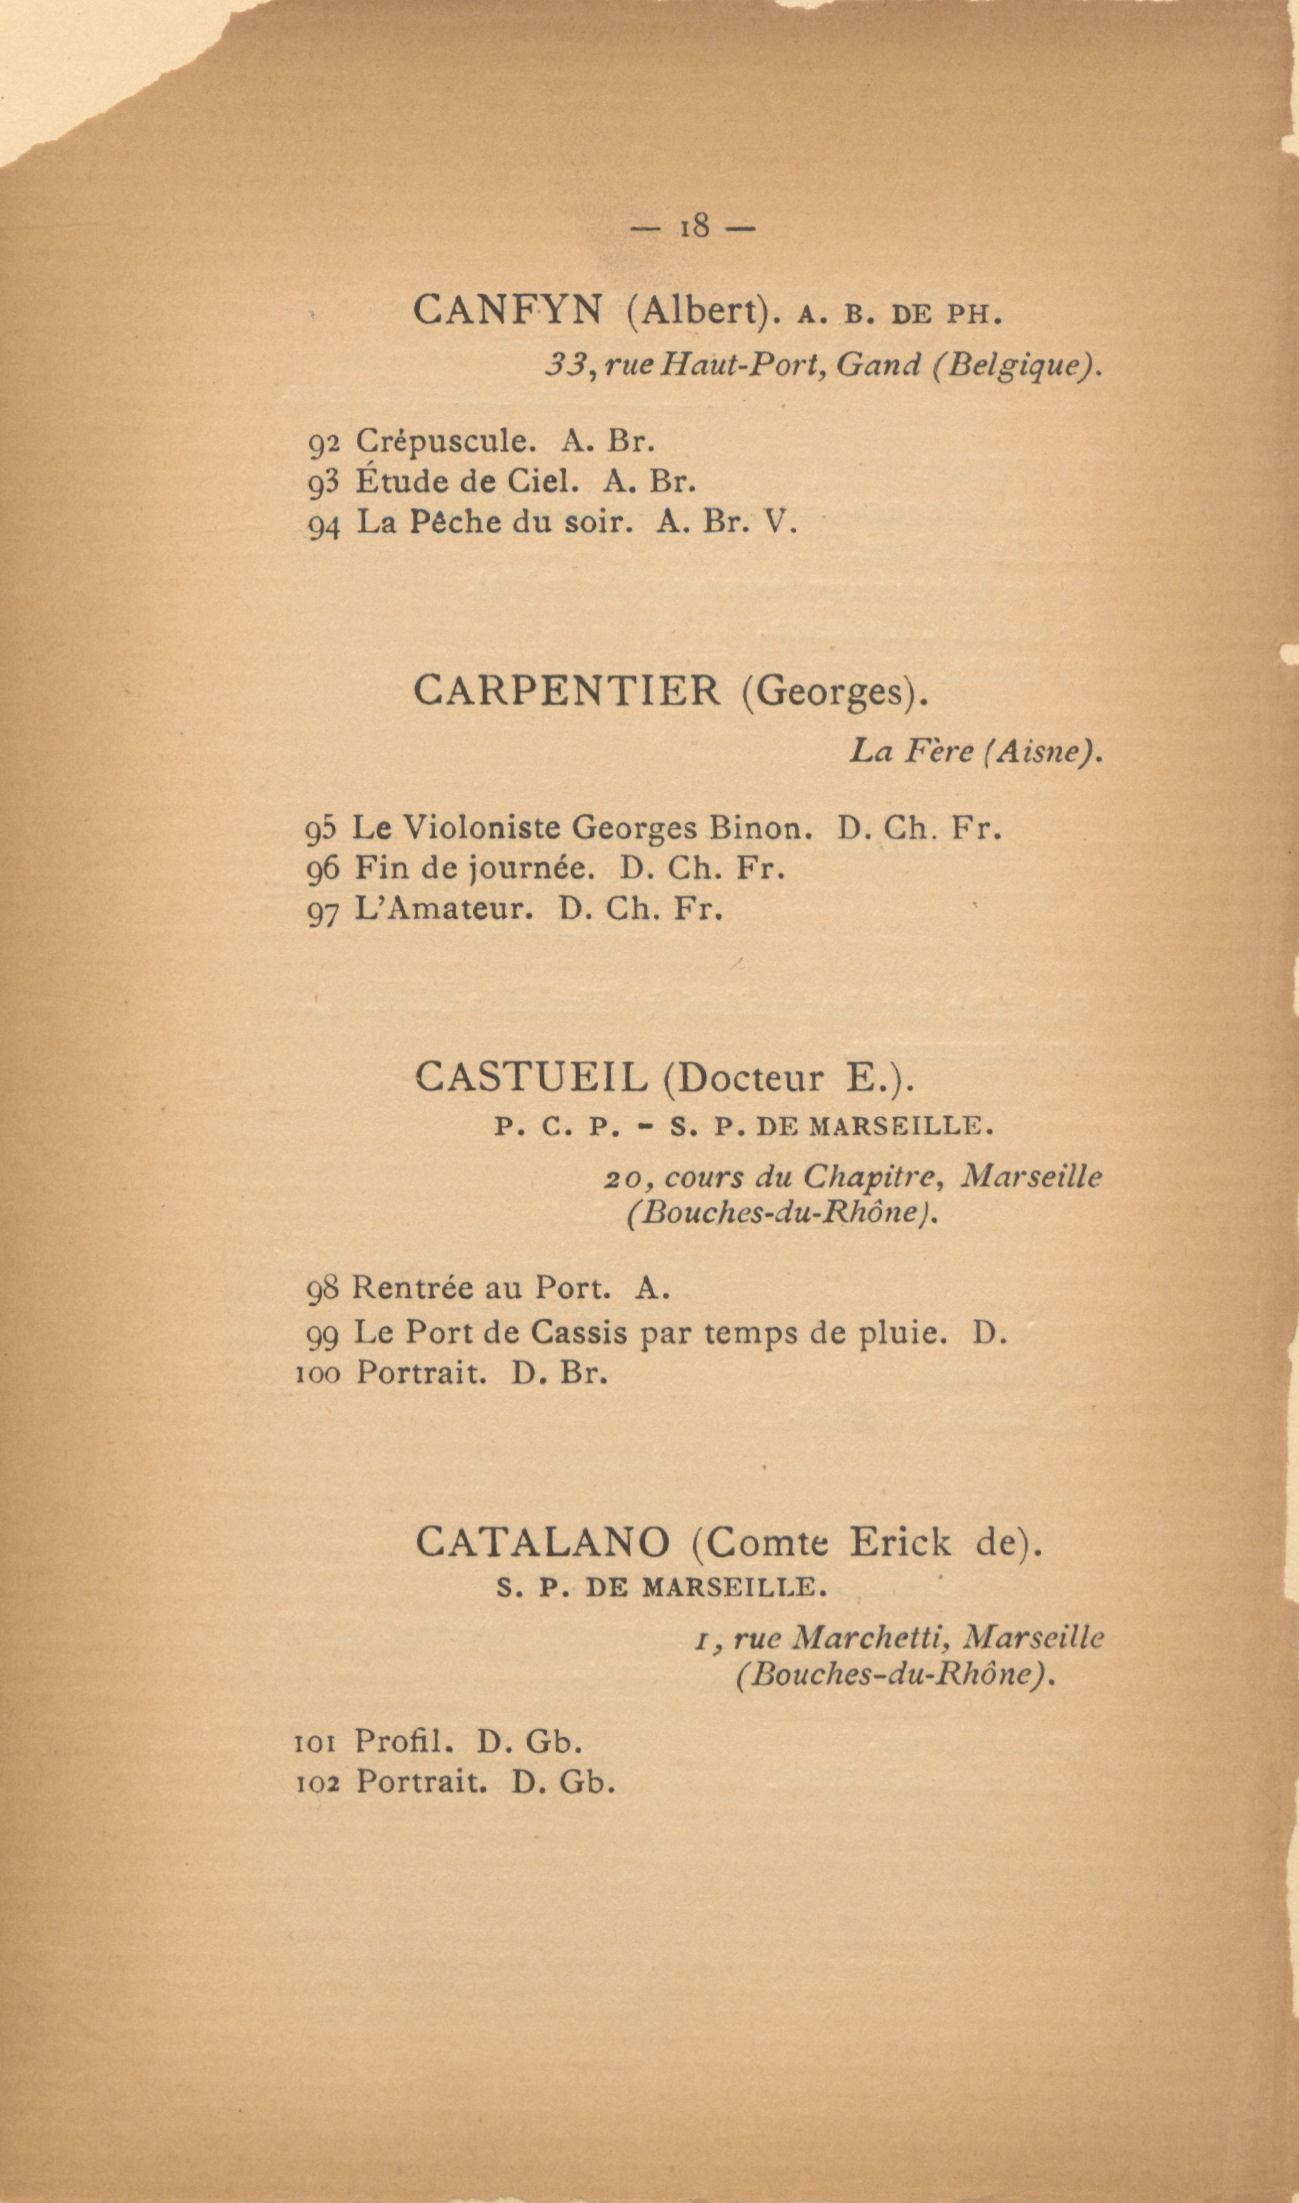 — 18 —
CANFYN (Albert). A. B. DE PH.
33, rue Haut-Port, Gand (Belgique).
92 Crépuscule. A. Br.
93 Étude de Ciel. A. Br.
94 La Pêche du soir. A. Br. V.
CARPENTIER (Georges).
La Fère (Aisne).
95 Le Violoniste Georges Binon. D. Ch. Fr.
96 Fin de journée. D. Ch. Fr.
97 L'Amateur. D. Ch. Fr.
CASTUEIL (Docteur E.).
P. C. P. - S. P. DE MARSEILLE.
20, cours du Chapitre, Marseille
(Bouches-du-Rhône).
98 Rentrée au Port. A.
99 Le Port de Cassis par temps de pluie. D.
100 Portrait. D. Br.
CATALANO (Comte Erick de).
S. P. DE MARSEILLE.
1, rue Marchetti, Marseille
(Bouches-du-Rhône).
101 Profil. D. Gb.
102 Portrait. D. Gb.